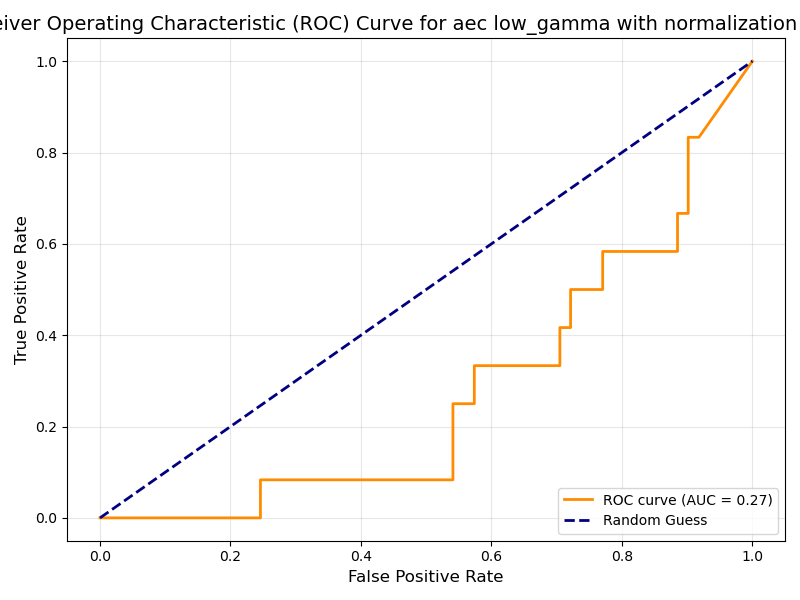 eiver Operating Characteristic (ROC) Curve for aec low_gamma with normalization
1.0
0.8
0.6
0.4
0.2
0.0
True Positive Rate
0.0 0.2 0.4 0.6 0.8 1.0
False Positive Rate
ROC curve (AUC = 0.27)
Random Guess